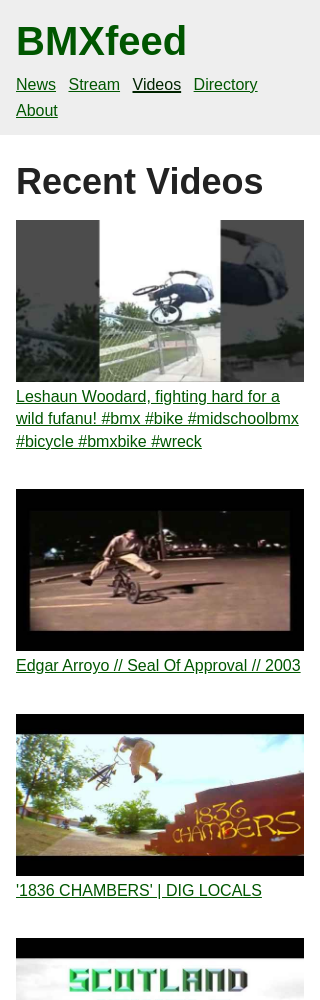 BMXfeed
News Stream Videos Directory
About
Recent Videos
Leshaun Woodard, fighting hard for a
wild fufanu! #bmx #bike #midschoolbmx
#bicycle #bmxbike #wreck
Edgar Arroyo // Seal Of Approval // 2003
1836
CHAMBERS
'1836 CHAMBERS' | DIG LOCALS
SCOTLAND